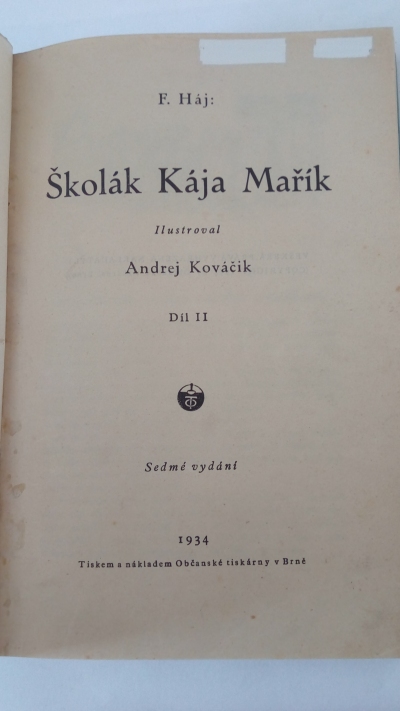 F. Háj:
Školák Kája Mařík
Ilustroval
Andrej Kováčik
Díl II
Sedmé vydání
1934
Tiskem a nákladem Občanské tiskárny v Brně